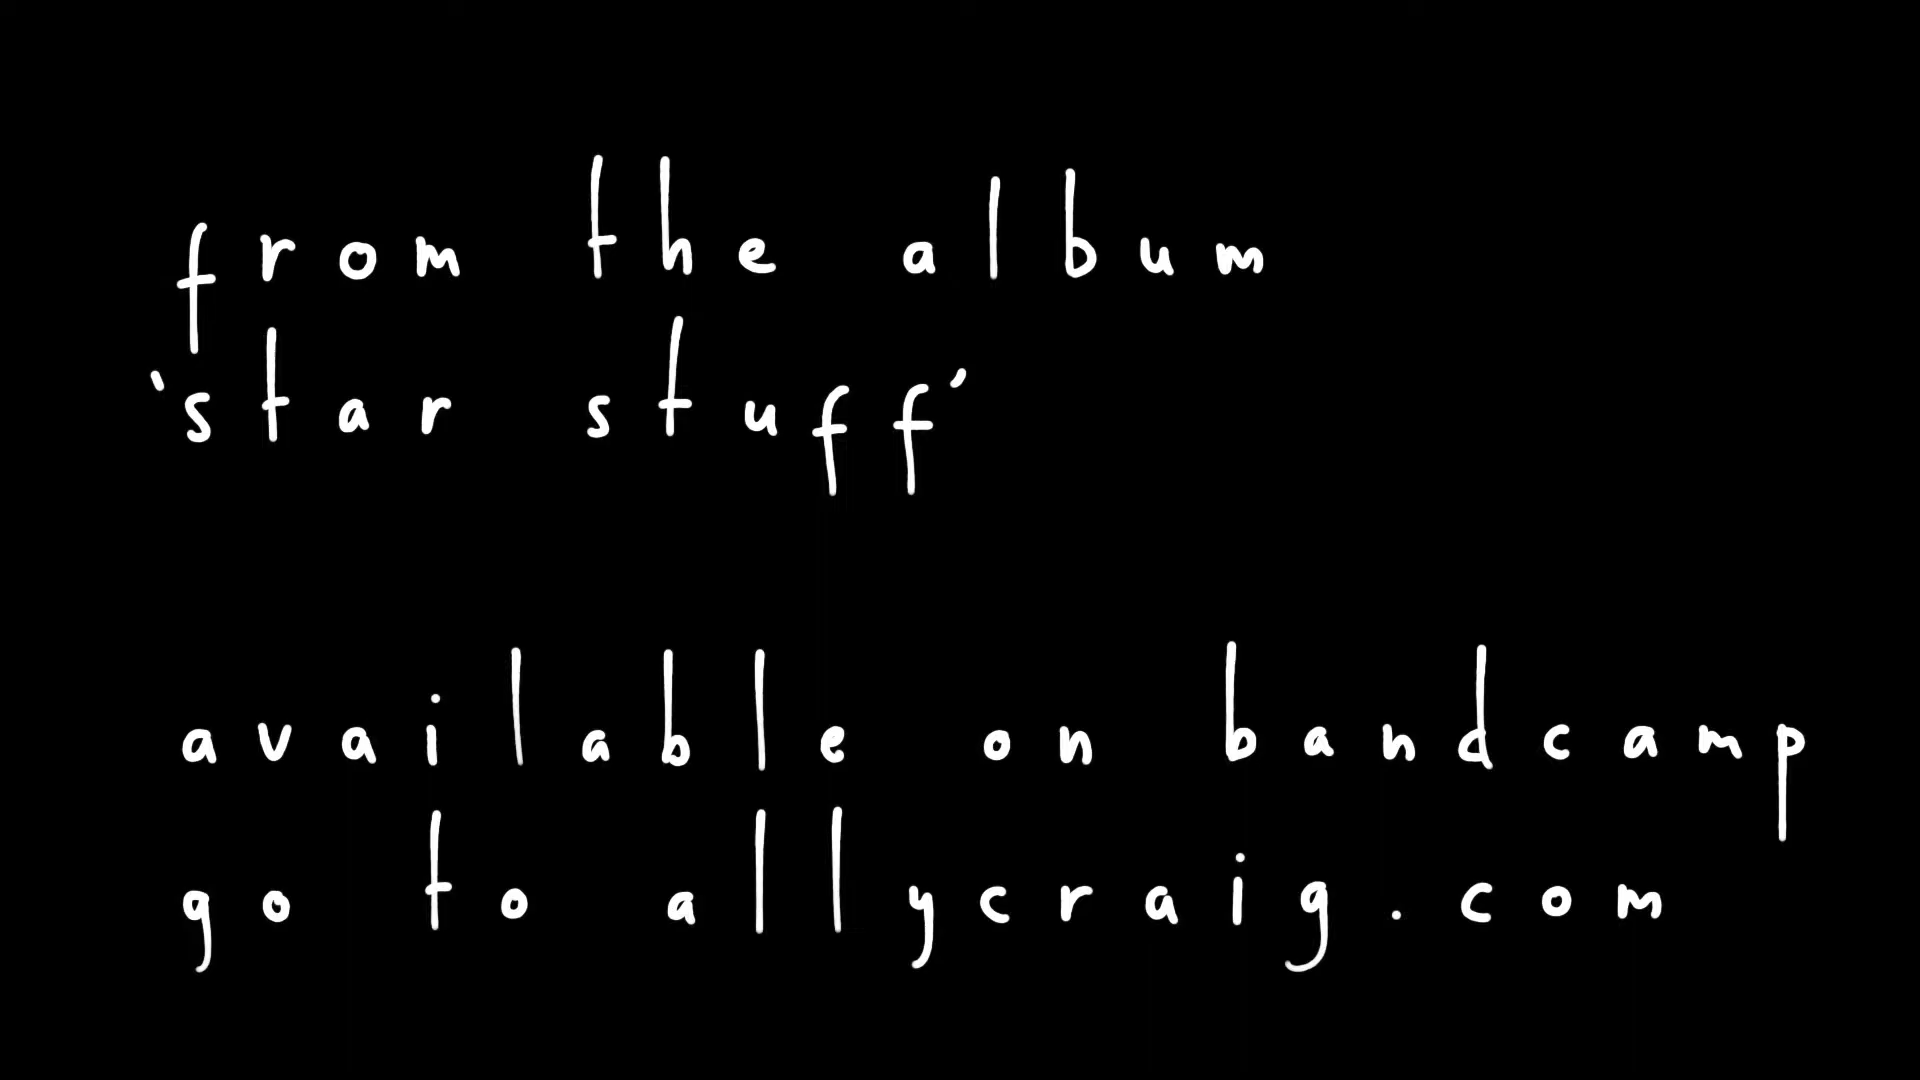 from the album
'star stuff'
available on bandcamp
go to allycraig.com